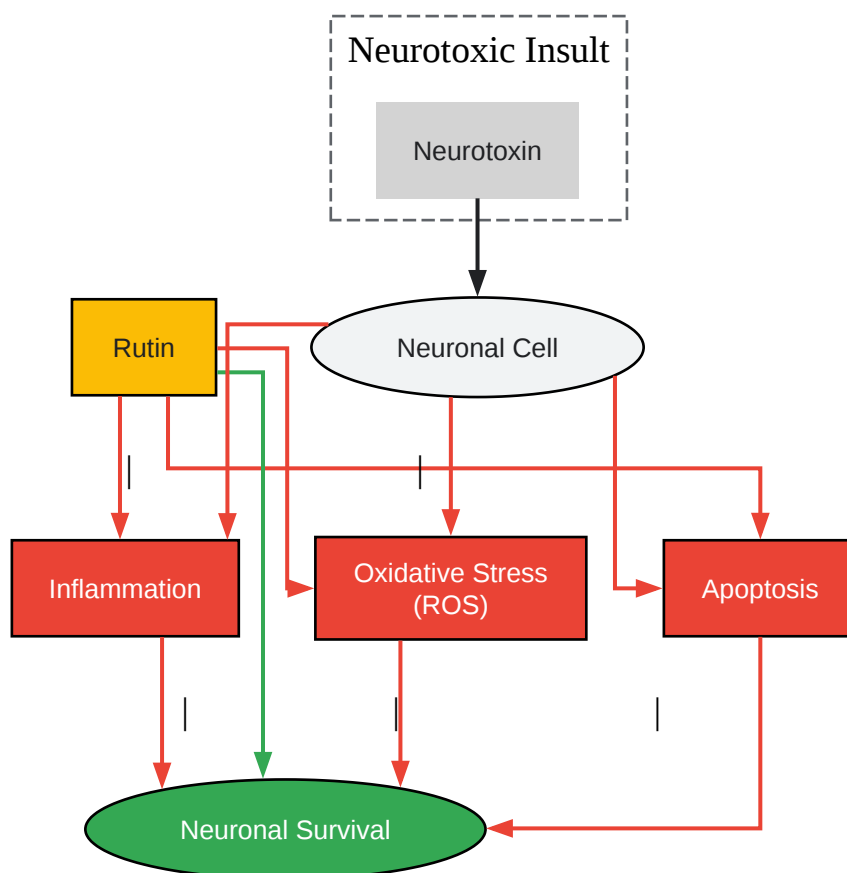 Neurotoxic Insult
Neurotoxin
Rutin
Neuronal Cell
|
|
Inflammation
Oxidative Stress
(ROS)
Apoptosis
|
|
|
Neuronal Survival